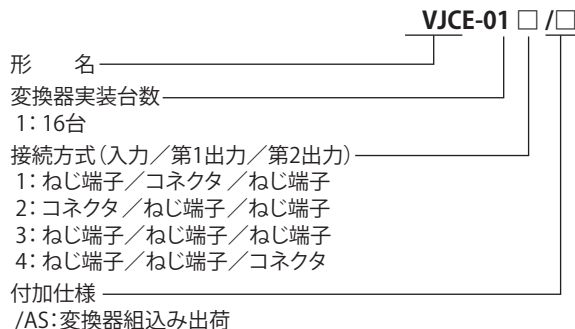 VJCE-01 □ /□
形　　名
変換器実装台数
1：16台
接続方式（入力／第1出力／第2出力）
1：ねじ端子／コネクタ／ねじ端子
2：コネクタ／ねじ端子／ねじ端子
3：ねじ端子／ねじ端子／ねじ端子
4：ねじ端子／ねじ端子／コネクタ
付加仕様
/AS：変換器組込み出荷